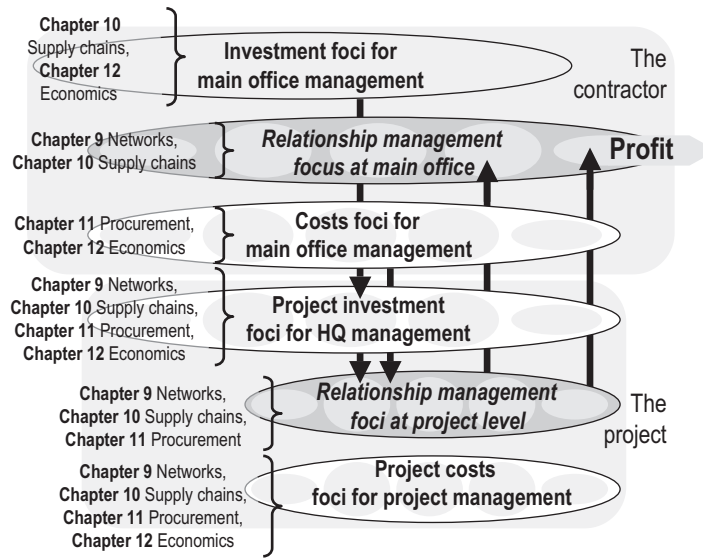 Chapter 10
Supply chains,
Chapter 12
Economics
Investment foci for
main office management
The
contractor
Chapter 9 Networks,
Chapter 10 Supply chains
Relationship management
focus at main office
Profit
Chapter 11 Procurement,
Chapter 12 Economics
Costs foci for
main office management
Chapter 9 Networks,
Chapter 10 Supply chains,
Chapter 11 Procurement,
Chapter 12 Economics
Project investment
foci for HQ management
Chapter 9 Networks,
Chapter 10 Supply chains,
Chapter 11 Procurement
Relationship management
foci at project level
The
project
Chapter 9 Networks,
Chapter 10 Supply chains,
Chapter 11 Procurement,
Chapter 12 Economics
Project costs
foci for project management